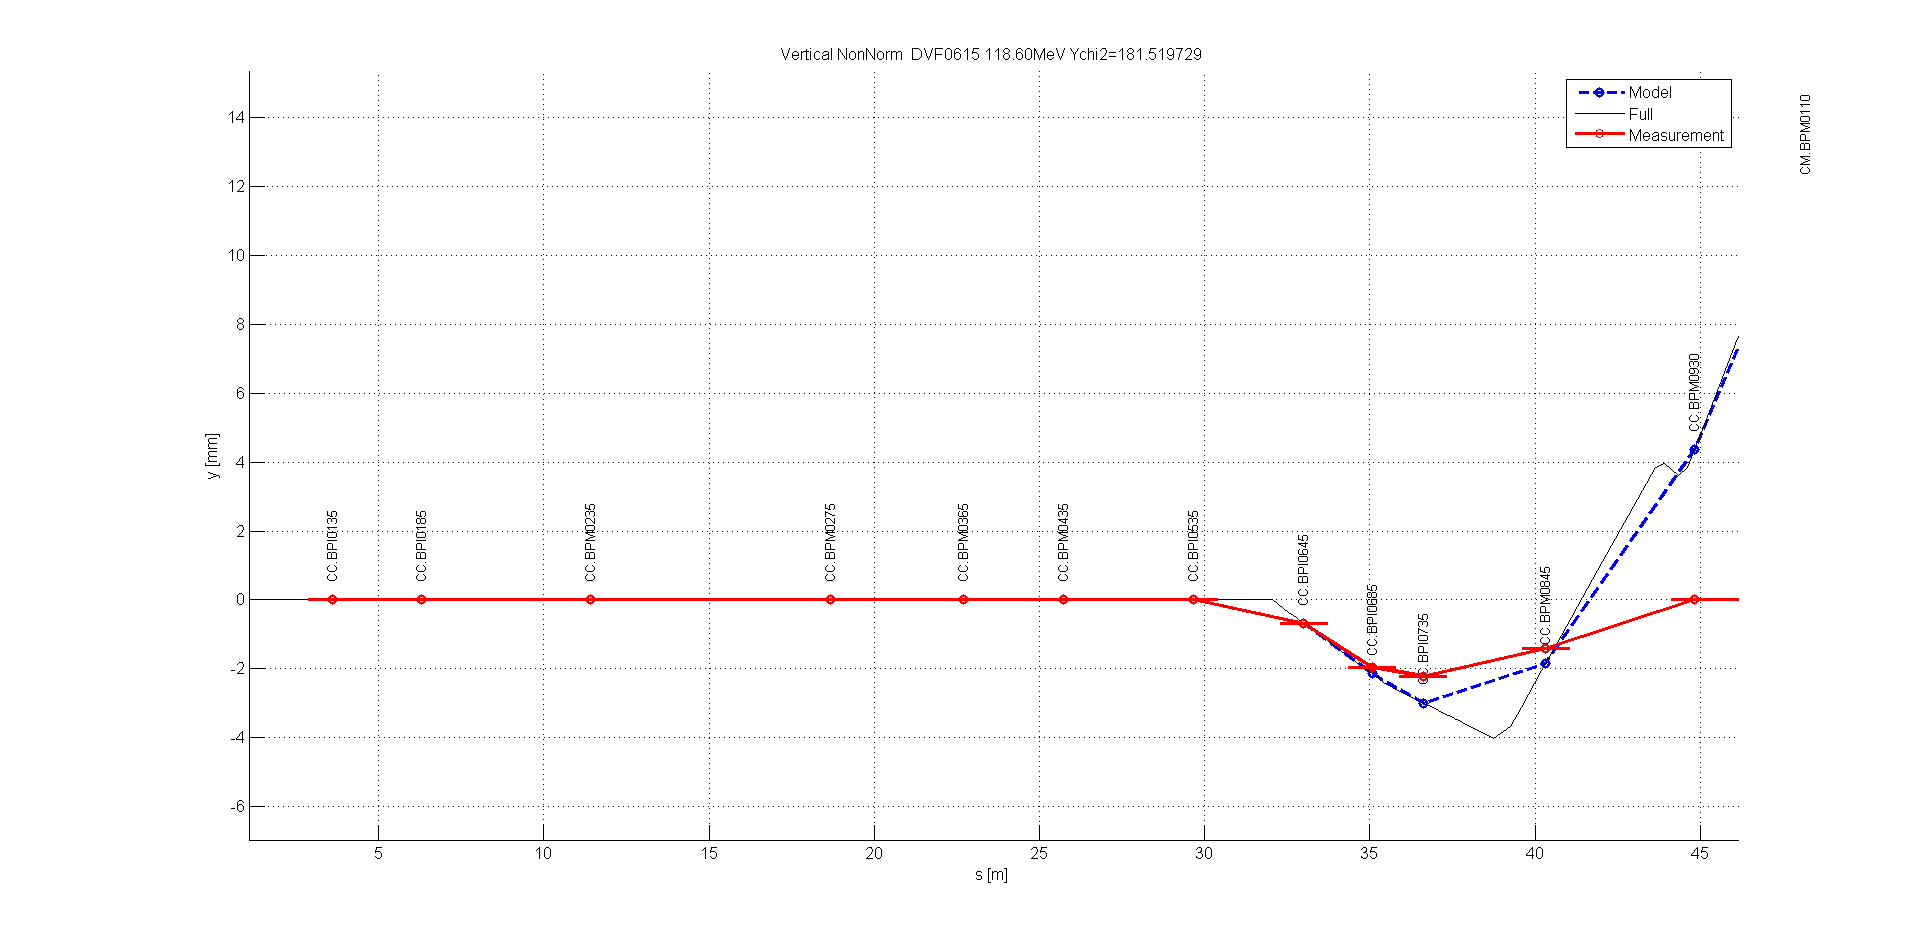 Vertical NonNorm DVF0615 118.60MeV Ychi2=181.519729
Model
Full
Measurement
CM.BPM0110
14
12
10
8
6
4
2
0
-2
-4
-6
y [mm]
CC.BPI0135
CC.BPI0185
CC.BPM0235
CC.BPM0275
CC.BPM0365
CC.BPM0435
CC.BPI0535
CC.BPI0645
CC.BPI0685
CC.BPI0735
CC.BPM0845
CC.BPM0930
5
10
15
20
25
30
35
40
45
s [m]